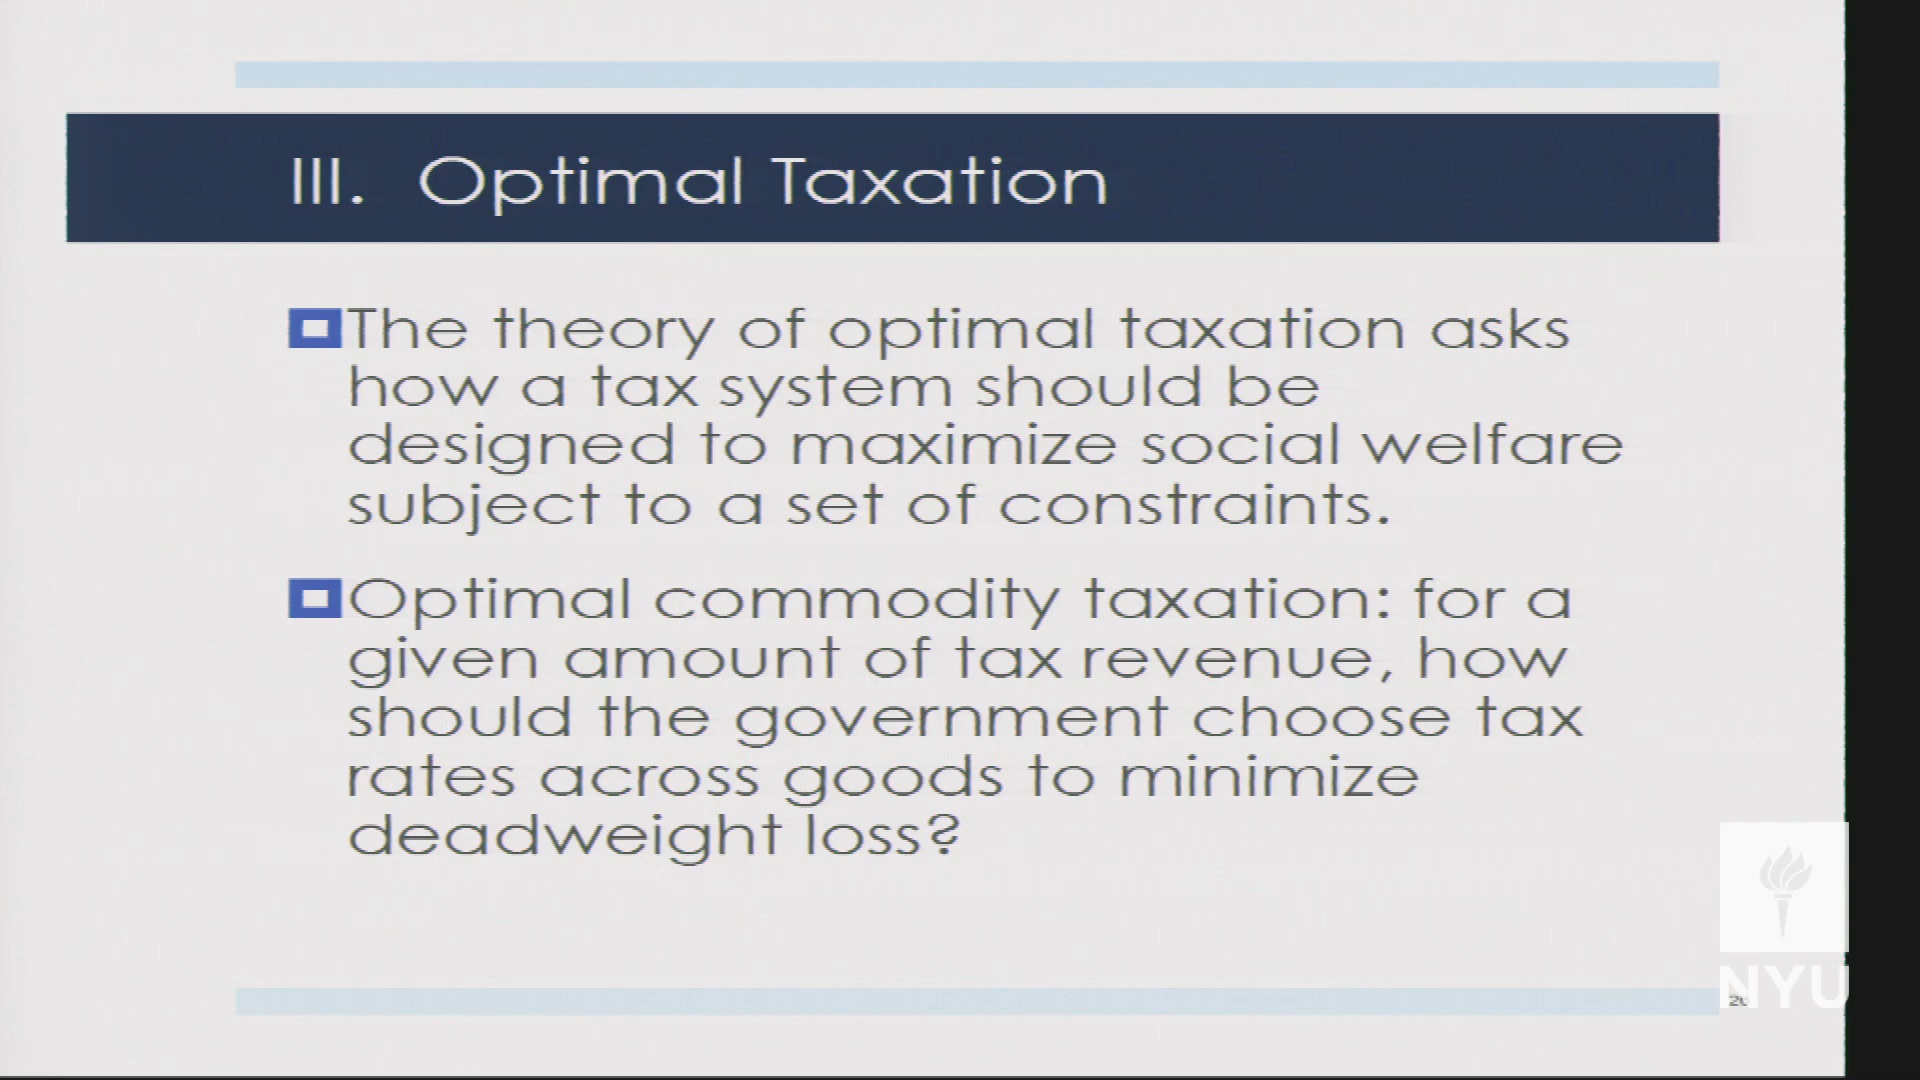 III. Optimal Taxation
The theory of optimal taxation asks
how a tax system should be
designed to maximize social welfare
subject to a set of constraints.
Optimal commodity taxation: for a
given amount of tax revenue, how
should the government choose tax
rates across goods to minimize
deadweight loss?
NYU